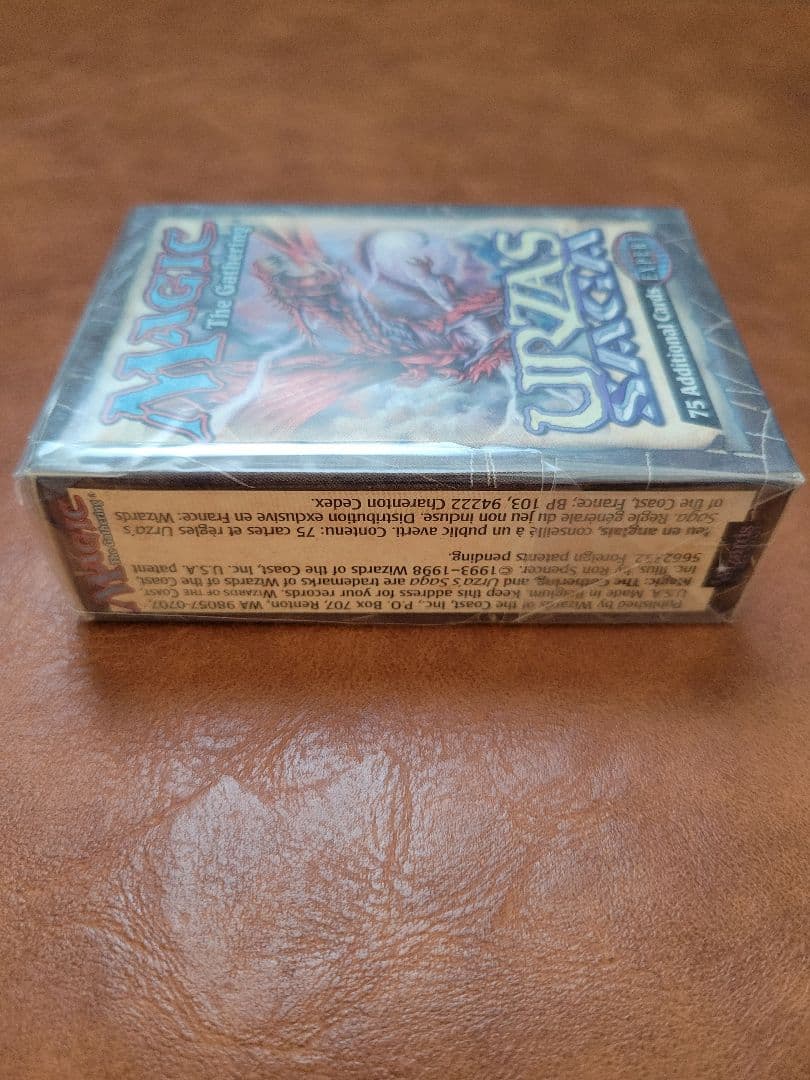 MAGIC
The Gathering®
URZA'S
SAGA
EXPERT
75 Additional Cards
MAGIC
The Gathering®
Published by Wizards of the Coast, Inc., P.O. Box 707, Renton, WA 98057-0707,
U.S.A. Made in Belgium. Keep this address for your records. WIZARDS OF THE COAST,
Magic: The Gathering, and Urza's Saga are trademarks of Wizards of the Coast,
Inc. Illus. by Ron Spencer. © 1993–1998 Wizards of the Coast, Inc. U.S.A. patent
5662332. Foreign patents pending.
Jeu en anglais, conseillé à un public averti. Contenu: 75 cartes et règles Urza's
Saga. Règle générale du jeu non incluse. Distribution exclusive en France: Wizards
of the Coast, France; BP 103, 94222 Charenton Cedex.